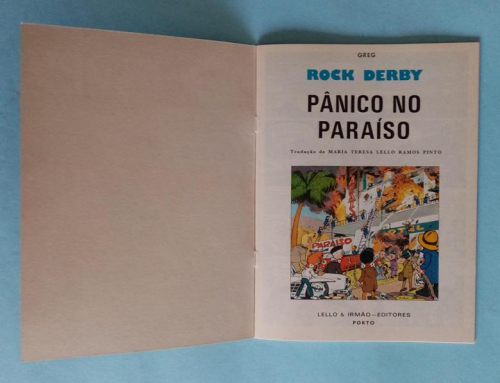 GREG
ROCK DERBY
PÂNICO NO
PARAÍSO
Tradução de MARIA TERESA LELLO RAMOS PINTO
PARAISO
LELLO & IRMÃO — EDITORES
PORTO